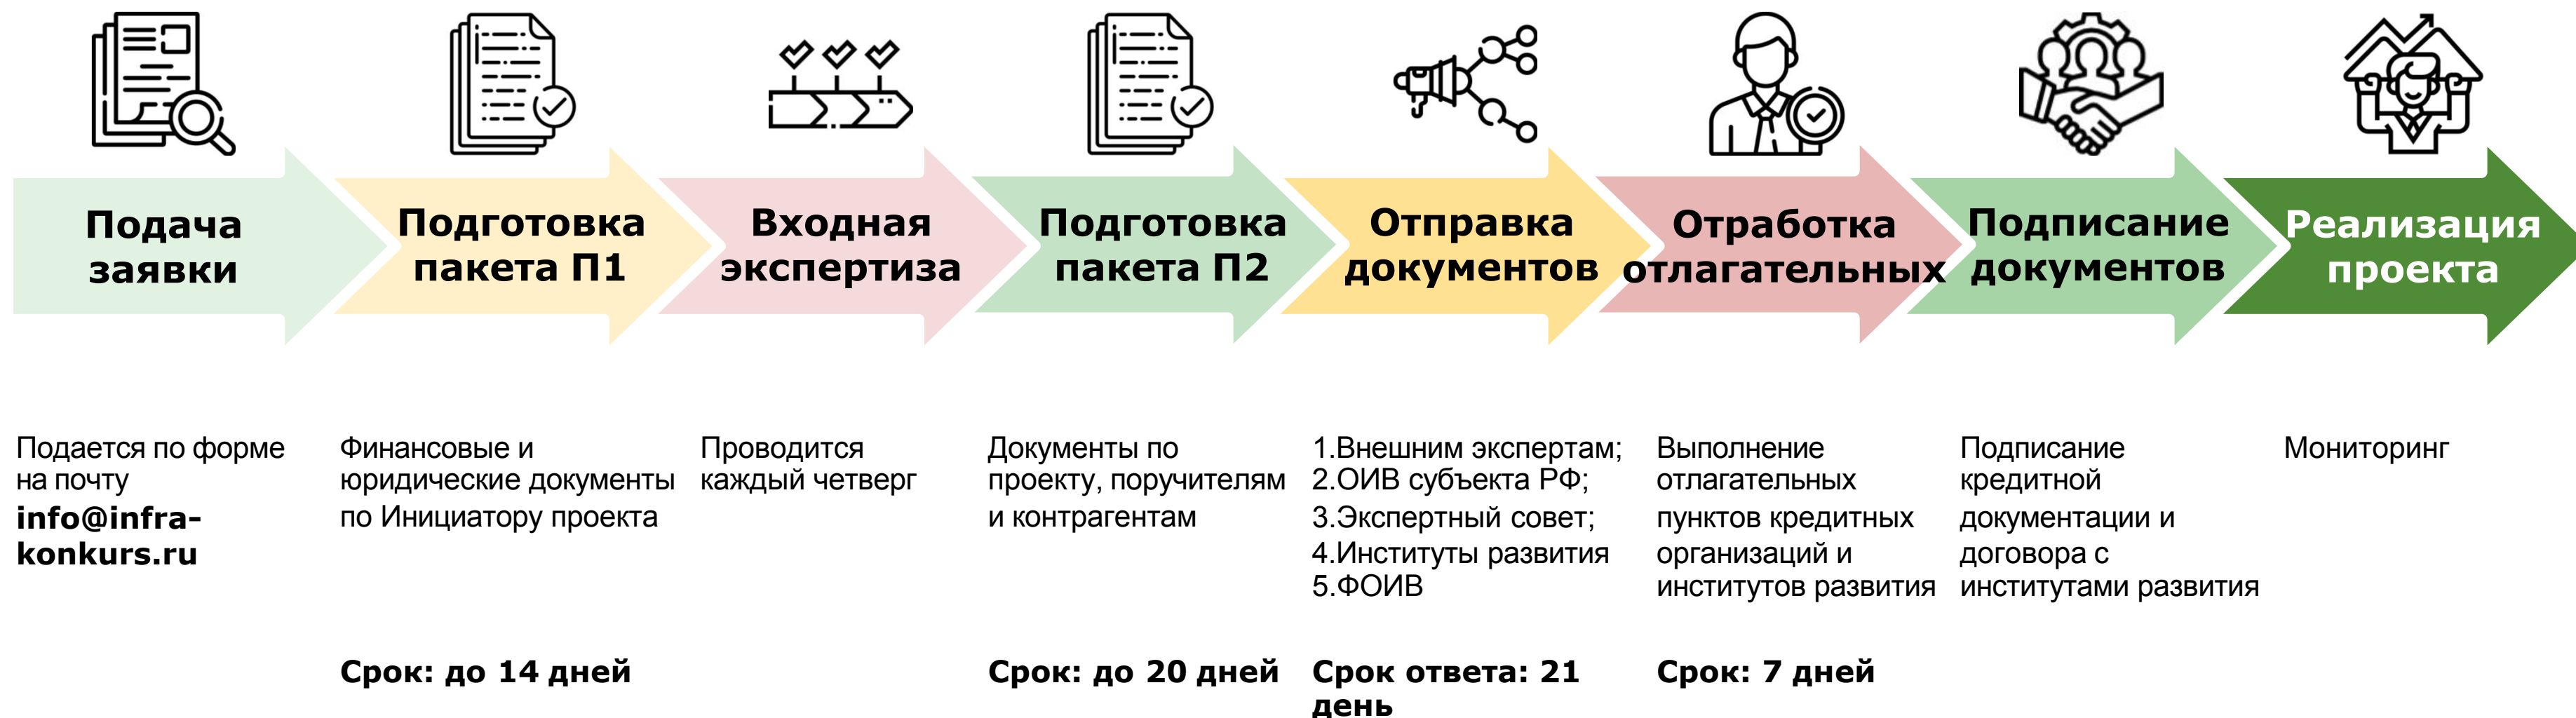 Подача
заявки
Подготовка
пакета П1
Входная
экспертиза
Подготовка
пакета П2
Отправка
документов
Отработка
отлагательных
Подписание
документов
Реализация
проекта
Подается по форме
на почту
info@infra-
konkurs.ru
Финансовые и
юридические документы
по Инициатору проекта
Срок: до 14 дней
Проводится
каждый четверг
Документы по
проекту, поручителям
и контрагентам
Срок: до 20 дней
1.Внешним экспертам;
2.ОИВ субъекта РФ;
3.Экспертный совет;
4.Институты развития
5.ФОИВ
Срок ответа: 21
день
Выполнение
отлагательных
пунктов кредитных
организаций и
институтов развития
Срок: 7 дней
Подписание
кредитной
документации и
договора с
институтами развития
Мониторинг